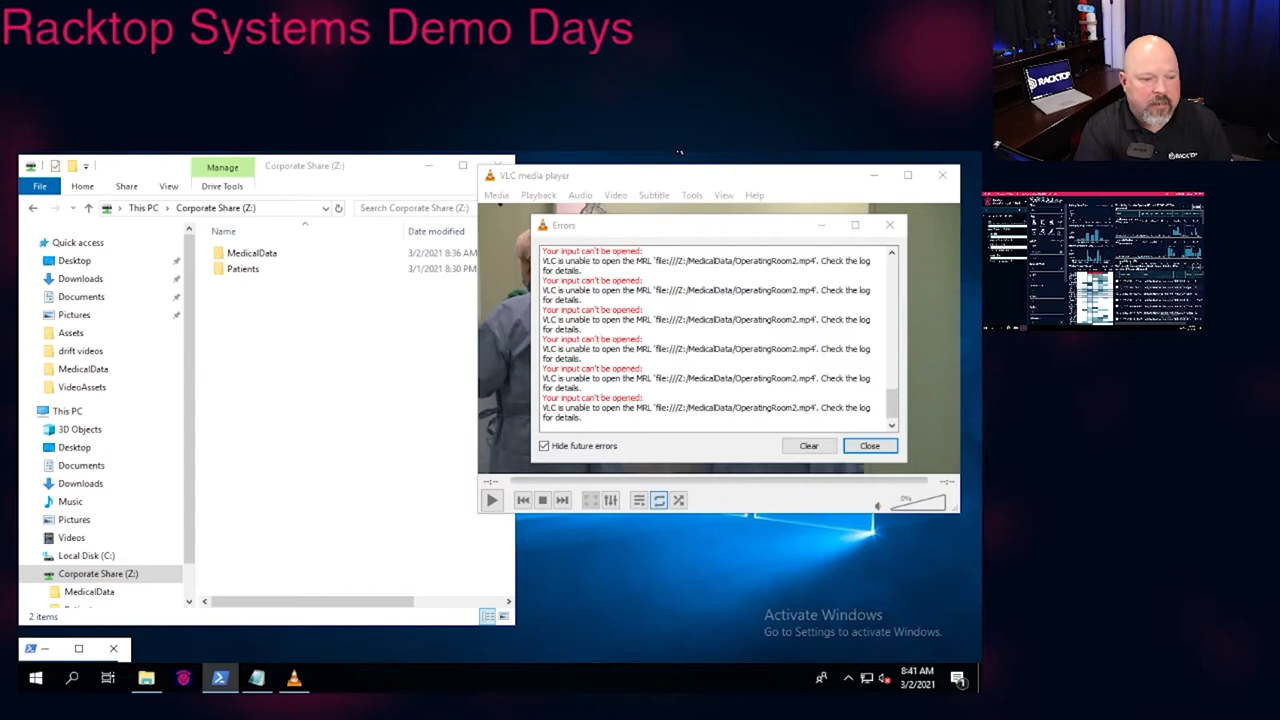 Racktop Systems Demo Days
RACKTOP
RACKTOP
Manage
Corporate Share (Z:)
File
Home
Share
View
Drive Tools
This PC > Corporate Share (Z:)
Search Corporate Share (Z:)
Name
Date modified
MedicalData
3/2/2021 8:36 AM
Patients
3/1/2021 8:30 PM
Quick access
Desktop
Downloads
Documents
Pictures
Assets
drift videos
MedicalData
VideoAssets
This PC
3D Objects
Desktop
Documents
Downloads
Music
Pictures
Videos
Local Disk (C:)
Corporate Share (Z:)
MedicalData
2 items
VLC media player
Media Playback Audio Video Subtitle Tools View Help
Errors
Your input can't be opened:
VLC is unable to open the MRL 'file:///Z:/MedicalData/OperatingRoom2.mp4'. Check the log
for details.
Your input can't be opened:
VLC is unable to open the MRL 'file:///Z:/MedicalData/OperatingRoom2.mp4'. Check the log
for details.
Your input can't be opened:
VLC is unable to open the MRL 'file:///Z:/MedicalData/OperatingRoom2.mp4'. Check the log
for details.
Your input can't be opened:
VLC is unable to open the MRL 'file:///Z:/MedicalData/OperatingRoom2.mp4'. Check the log
for details.
Your input can't be opened:
VLC is unable to open the MRL 'file:///Z:/MedicalData/OperatingRoom2.mp4'. Check the log
for details.
Your input can't be opened:
VLC is unable to open the MRL 'file:///Z:/MedicalData/OperatingRoom2.mp4'. Check the log
for details.
Hide future errors
Clear
Close
--:--
--:--
0%
Activate Windows
Go to Settings to activate Windows.
8:41 AM
3/2/2021
1